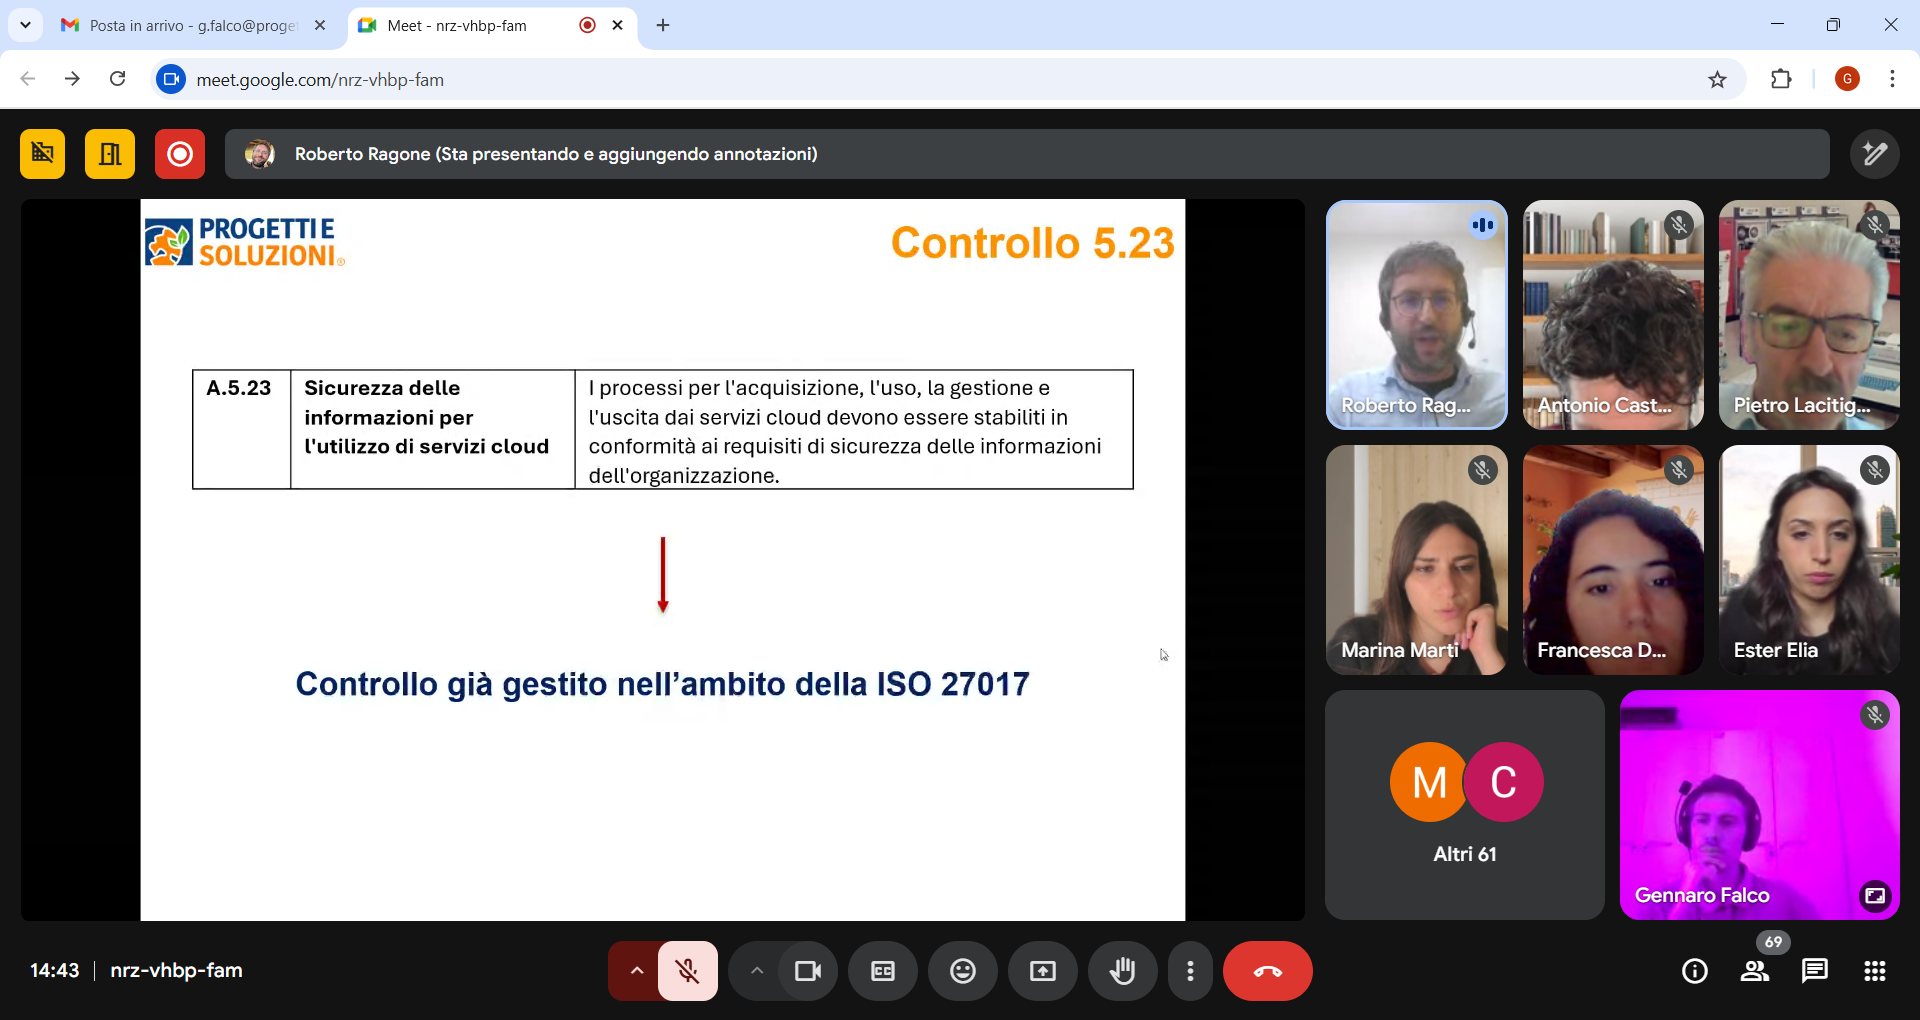 Posta in arrivo - g.falco@proget
Meet - nrz-vhbp-fam
meet.google.com/nrz-vhbp-fam
G
Roberto Ragone (Sta presentando e aggiungendo annotazioni)
PROGETTI E
SOLUZIONI®
Controllo 5.23
A.5.23
Sicurezza delle
informazioni per
l'utilizzo di servizi cloud
I processi per l'acquisizione, l'uso, la gestione e
l'uscita dai servizi cloud devono essere stabiliti in
conformità ai requisiti di sicurezza delle informazioni
dell'organizzazione.
Controllo già gestito nell’ambito della ISO 27017
Roberto Rag...
Antonio Cast...
Pietro Lacitig...
Marina Marti
Francesca D...
Ester Elia
M
C
Altri 61
Gennaro Falco
14:43
nrz-vhbp-fam
CC
69